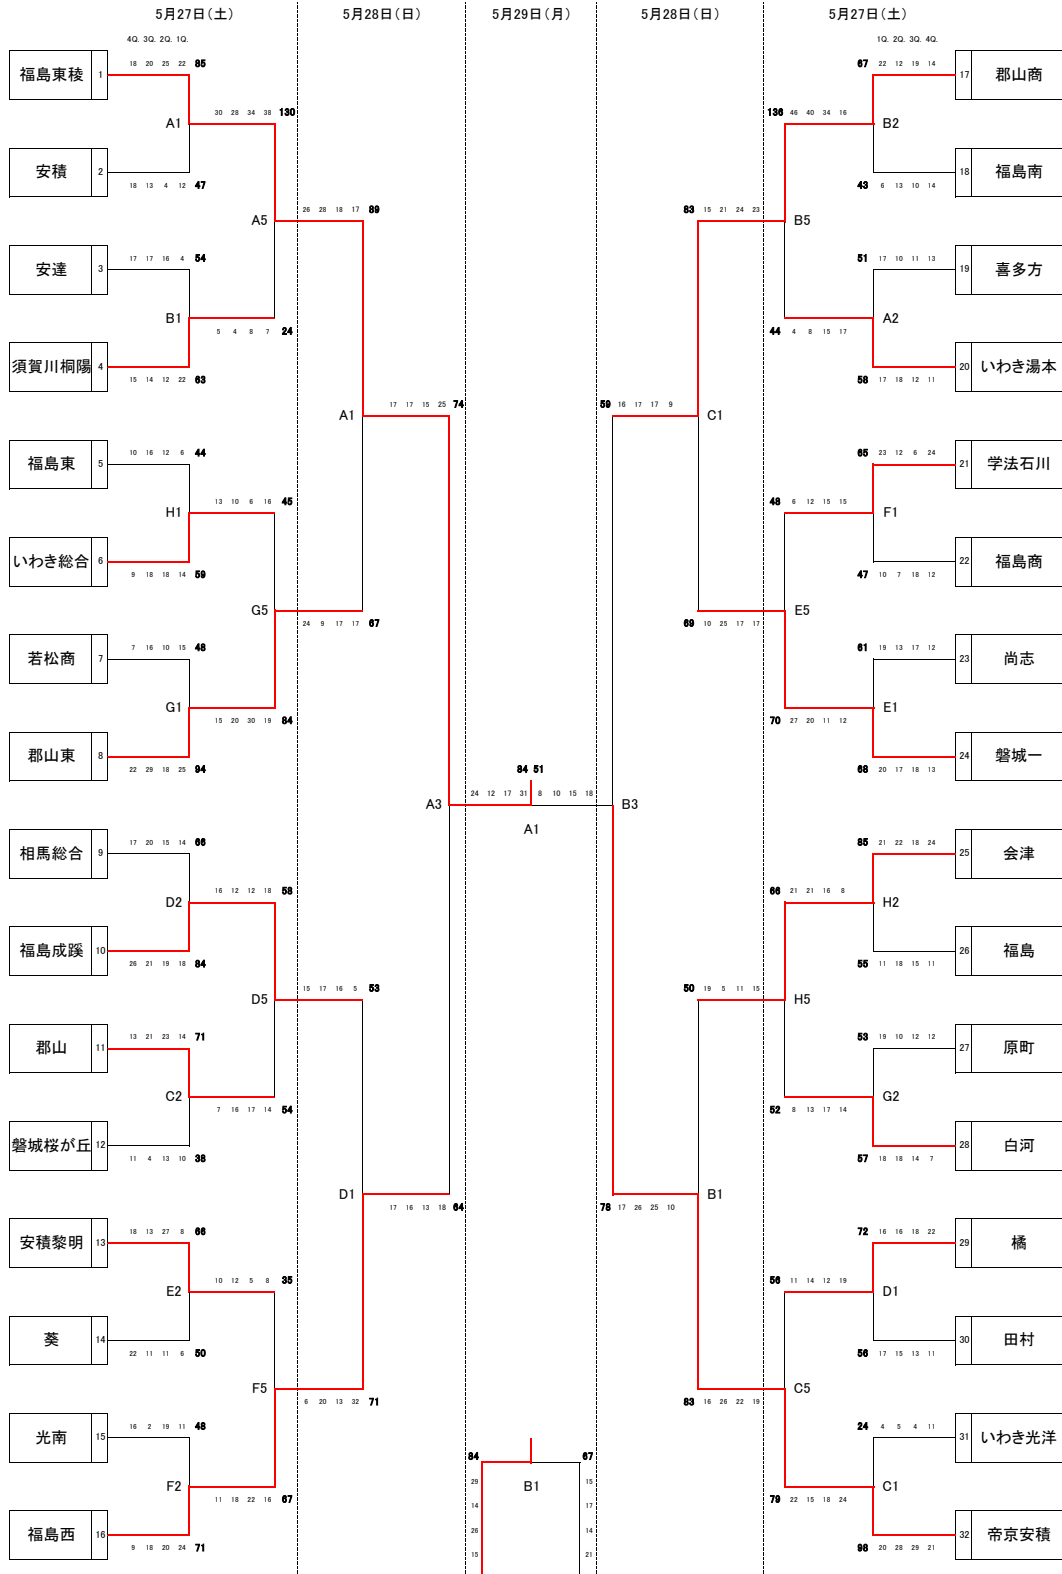 5月27日(土) 5月28日(日) 5月29日(月) 5月28日(日) 5月27日(土)
4Q. 3Q. 2Q. 1Q. 1Q. 2Q. 3Q. 4Q.
福島東稜 1 18 20 25 22 85 67 22 12 19 14 17 郡山商
A1 30 28 34 38 130 136 46 40 34 16 B2
安積 2 18 13 4 12 47 43 6 13 10 14 18 福島南
A5 26 28 18 17 89 83 15 21 24 23 B5
安達 3 17 17 16 4 54 51 17 10 11 13 19 喜多方
B1 5 4 8 7 24 44 4 8 15 17 A2
須賀川桐陽 4 15 14 12 22 63 58 17 18 12 11 20 いわき湯本
A1 17 17 15 25 74 59 16 17 17 9 C1
福島東 5 10 16 12 6 44 65 23 12 6 24 21 学法石川
H1 13 10 6 16 45 48 6 12 15 15 F1
いわき総合 6 9 18 18 14 59 47 10 7 18 12 22 福島商
G5 24 9 17 17 67 69 10 25 17 17 E5
若松商 7 7 16 10 15 48 61 19 13 17 12 23 尚志
G1 15 20 30 19 84 70 27 20 11 12 E1
郡山東 8 22 29 18 25 94 68 20 17 18 13 24 磐城一
84 51
A3 24 12 17 31 8 10 15 18 B3
A1
相馬総合 9 17 20 15 14 66 85 21 22 18 24 25 会津
D2 16 12 12 18 58 66 21 21 16 8 H2
福島成蹊 10 26 21 19 18 84 55 11 18 15 11 26 福島
D5 15 17 16 5 53 50 19 5 11 15 H5
郡山 11 13 21 23 14 71 53 19 10 12 12 27 原町
C2 7 16 17 14 54 52 8 13 17 14 G2
磐城桜が丘 12 11 4 13 10 38 57 18 18 14 7 28 白河
D1 17 16 13 18 64 78 17 26 25 10 B1
安積黎明 13 18 13 27 8 66 72 16 16 18 22 29 橘
E2 10 12 5 8 35 56 11 14 12 19 D1
葵 14 22 11 11 6 50 56 17 15 13 11 30 田村
F5 6 20 13 32 71 83 16 26 22 19 C5
光南 15 16 2 19 11 48 24 4 5 4 11 31 いわき光洋
84 67
F2 11 18 22 16 67 29 B1 15 79 22 15 18 24 C1
14 17
福島西 16 9 18 20 24 71 26 14 98 20 28 29 21 32 帝京安積
15 21